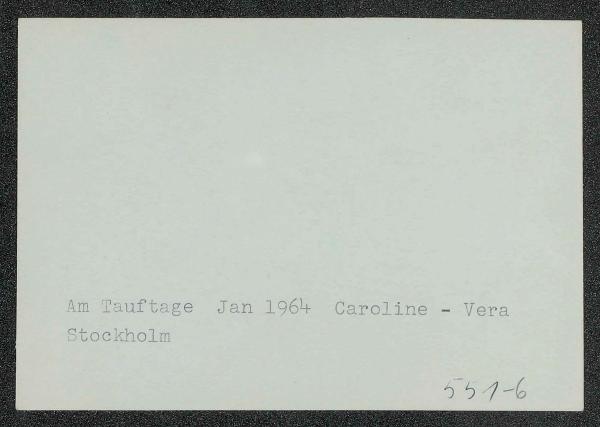 Am Tauftage Jan 1964 Caroline - Vera
Stockholm
551-6